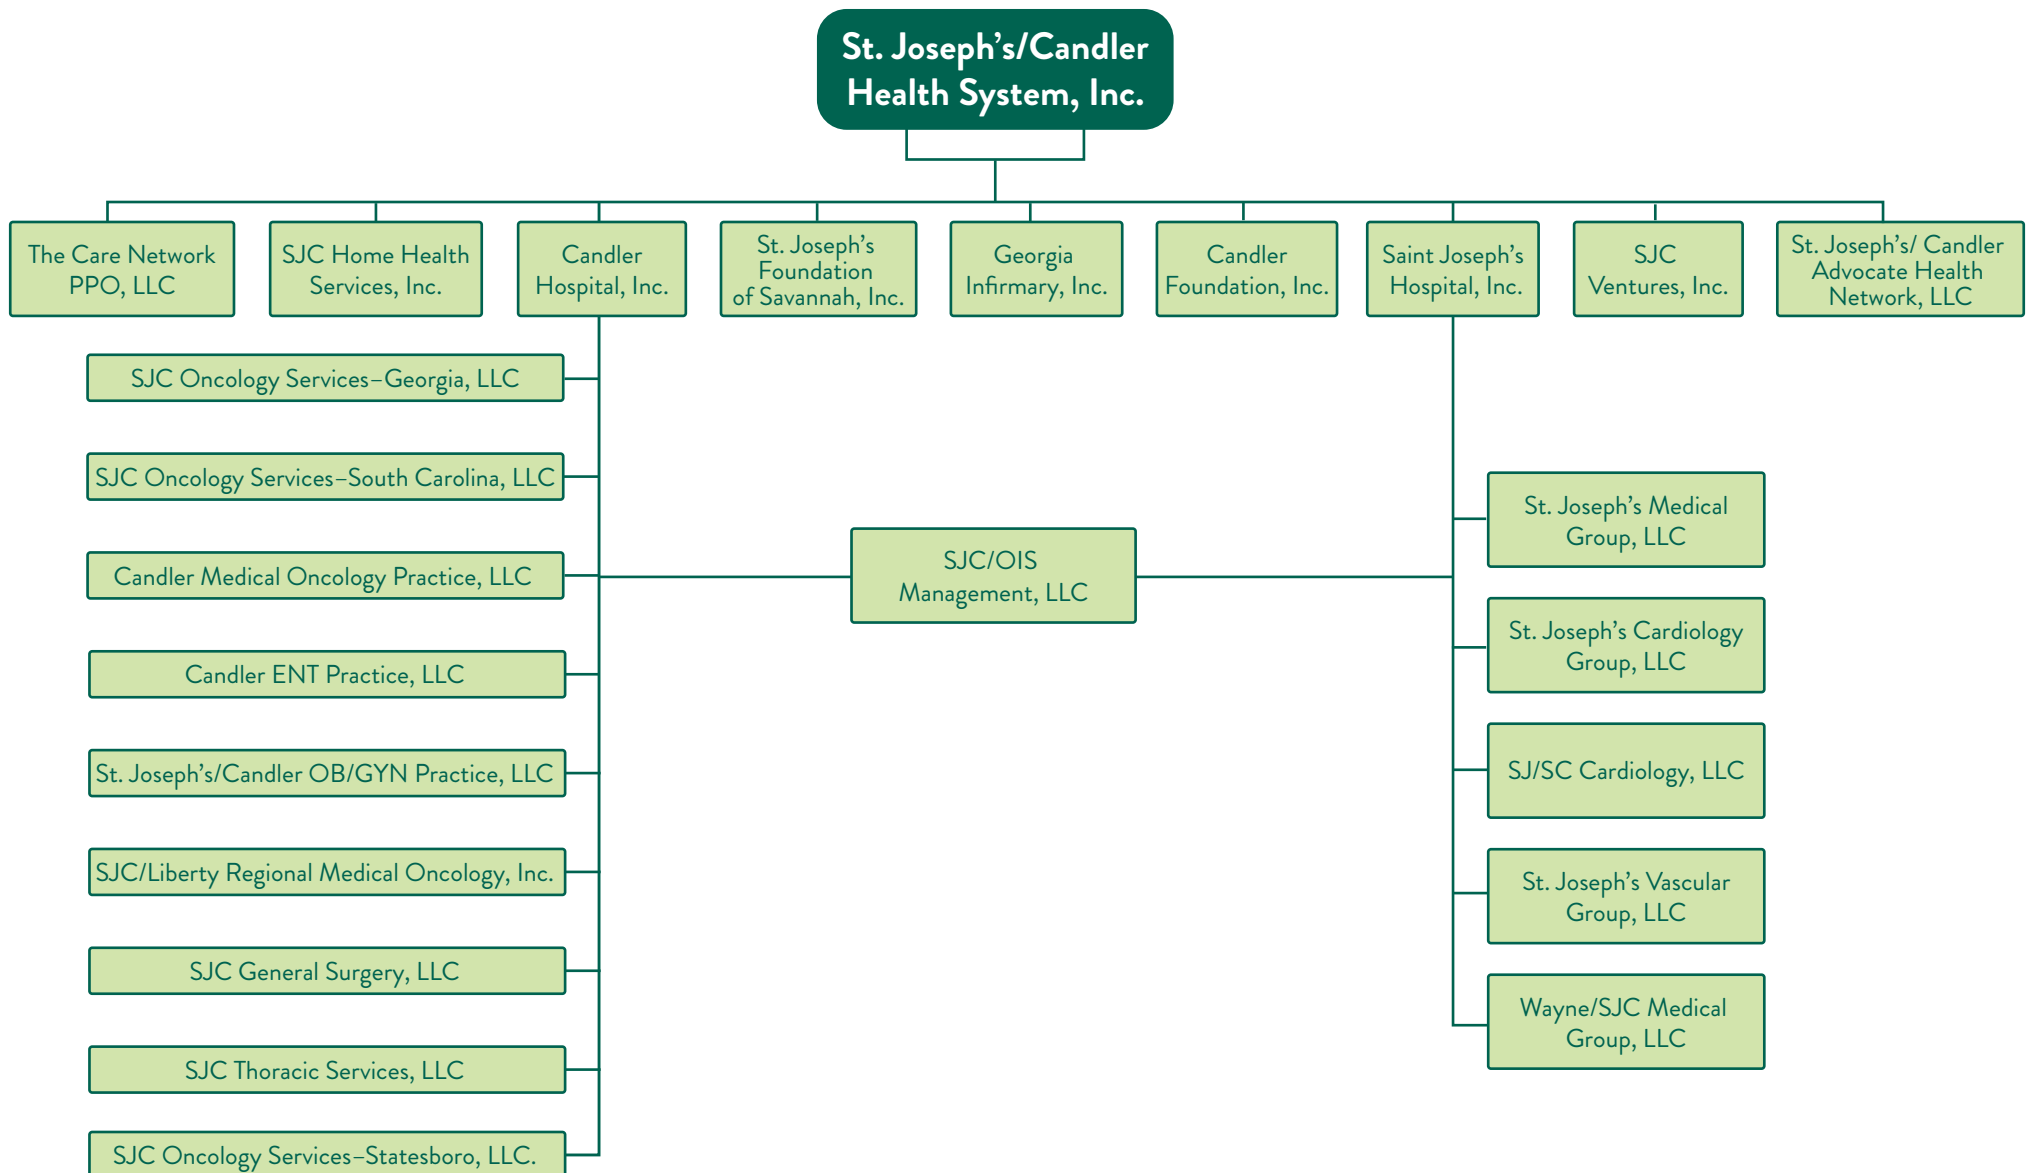 St. Joseph’s/Candler
Health System, Inc.
The Care Network
PPO, LLC
SJC Home Health
Services, Inc.
Candler
Hospital, Inc.
St. Joseph’s
Foundation
of Savannah, Inc.
Georgia
Infirmary, Inc.
Candler
Foundation, Inc.
Saint Joseph’s
Hospital, Inc.
SJC
Ventures, Inc.
St. Joseph’s/ Candler
Advocate Health
Network, LLC
SJC Oncology Services–Georgia, LLC
SJC Oncology Services–South Carolina, LLC
Candler Medical Oncology Practice, LLC
Candler ENT Practice, LLC
St. Joseph’s/Candler OB/GYN Practice, LLC
SJC/Liberty Regional Medical Oncology, Inc.
SJC General Surgery, LLC
SJC Thoracic Services, LLC
SJC Oncology Services–Statesboro, LLC.
SJC/OIS
Management, LLC
St. Joseph’s Medical
Group, LLC
St. Joseph’s Cardiology
Group, LLC
SJ/SC Cardiology, LLC
St. Joseph’s Vascular
Group, LLC
Wayne/SJC Medical
Group, LLC